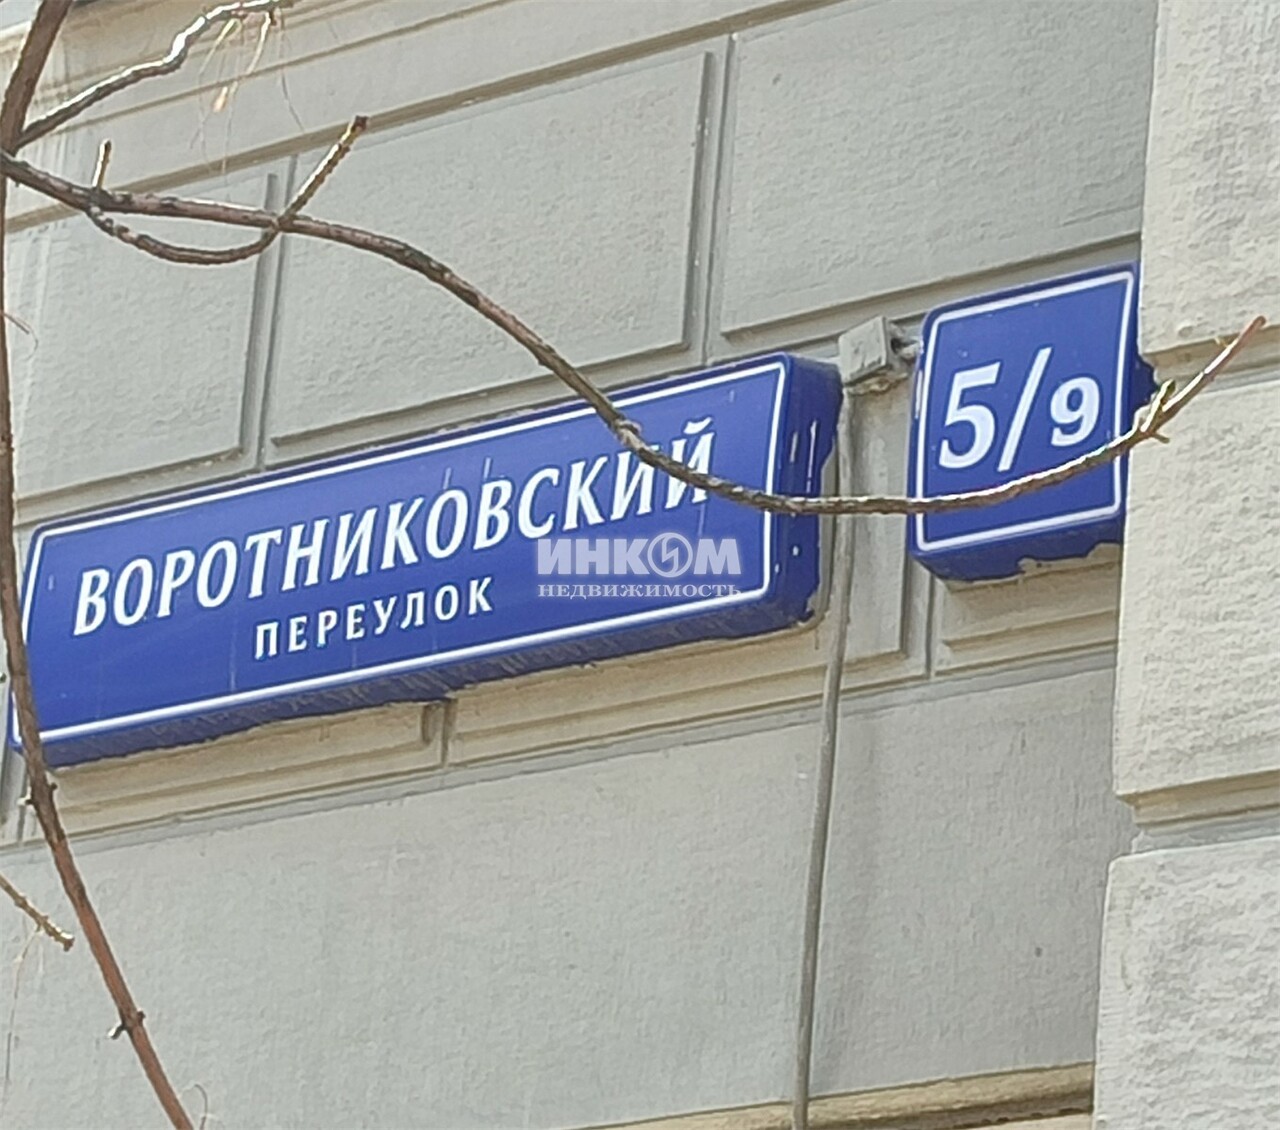 ВОРОТНИКОВСКИЙ
ПЕРЕУЛОК
5/9
ИНКОМ
НЕДВИЖИМОСТЬ